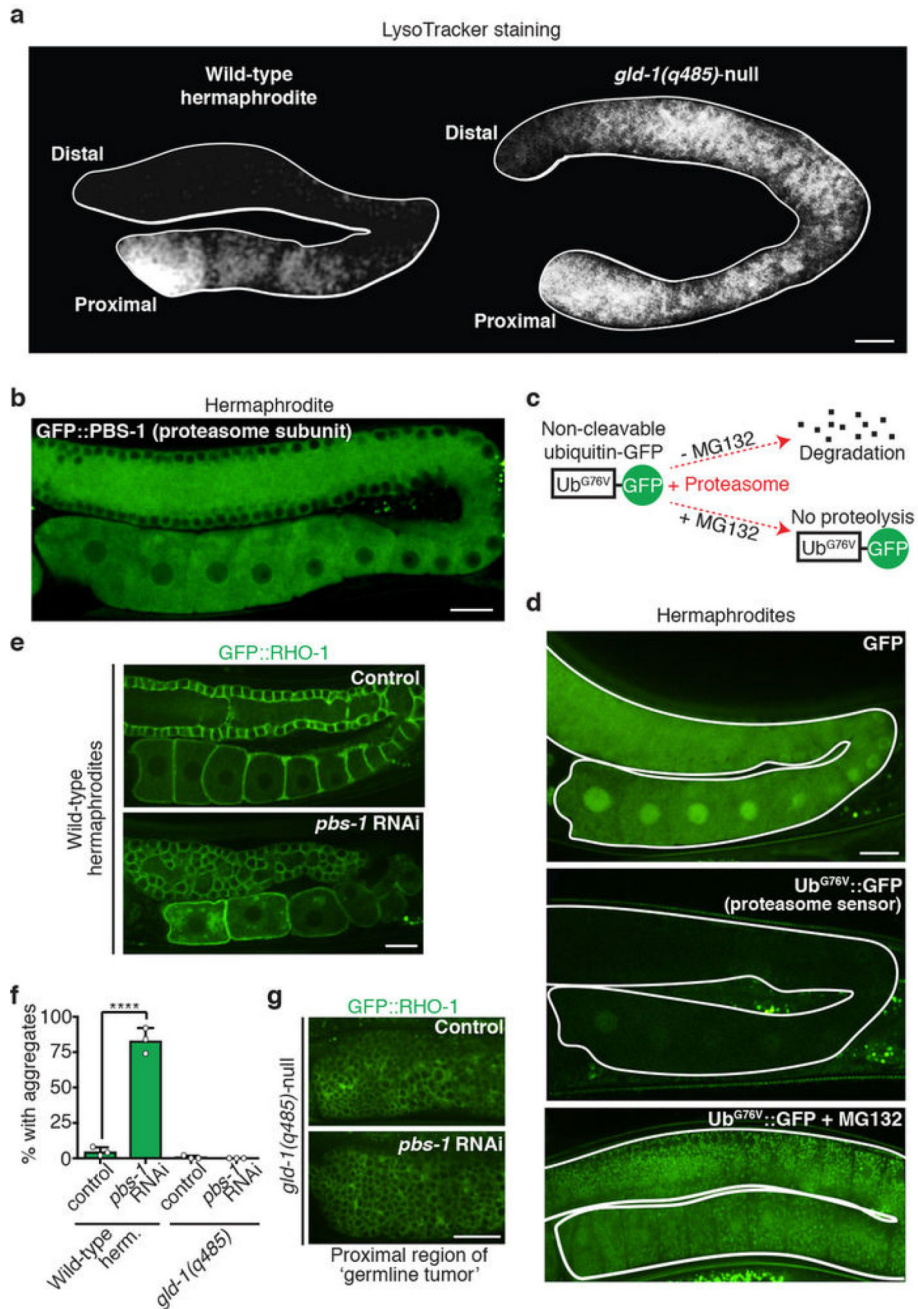 a
LysoTracker staining
Wild-type
hermaphrodite
gld-1(q485)-null
Distal
Distal
Proximal
Proximal
b
Hermaphrodite
GFP::PBS-1 (proteasome subunit)
c
Non-cleavable
ubiquitin-GFP
- MG132
Degradation
Ub^G76V GFP + Proteasome
+ MG132
No proteolysis
Ub^G76V GFP
d
Hermaphrodites
GFP
Ub^G76V::GFP
(proteasome sensor)
Ub^G76V::GFP + MG132
e
GFP::RHO-1
Wild-type
hermaphrodites
Control
pbs-1 RNAi
f
% with aggregates
100
75
50
25
0
****
control
pbs-1
RNAi
control
pbs-1
RNAi
Wild-type
herm.
gld-1(q485)
g
GFP::RHO-1
gld-1(q485)-null
Control
pbs-1 RNAi
Proximal region of
'germline tumor'